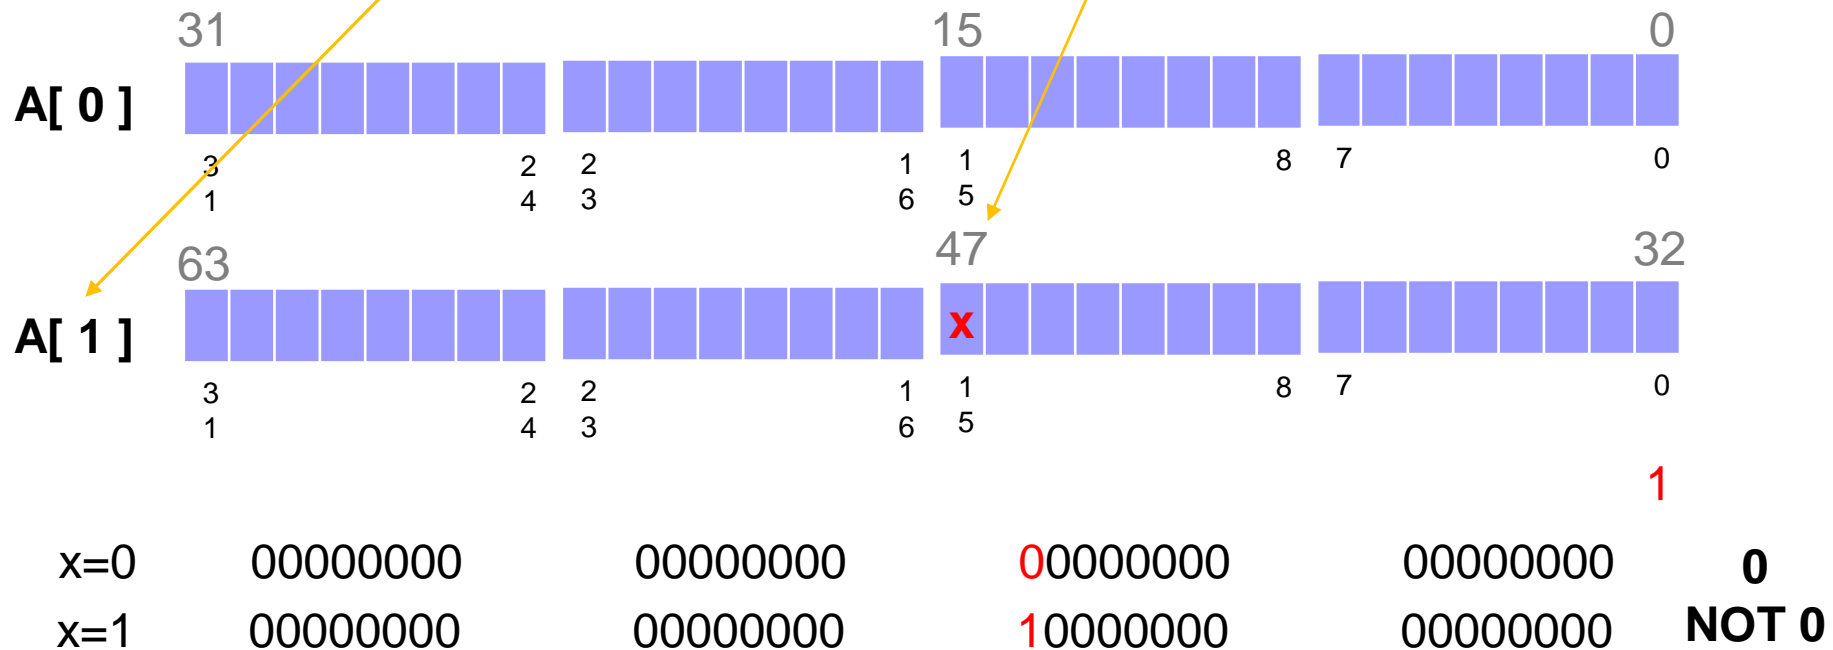 31 15 0
A[ 0 ]
3 2 2 1 1 8 7 0
1 4 3 6 5
63 47 32
A[ 1 ] x
3 2 2 1 1 8 7 0
1 4 3 6 5
1
x=0 00000000 00000000 00000000 00000000 0
x=1 00000000 00000000 10000000 00000000 NOT 0